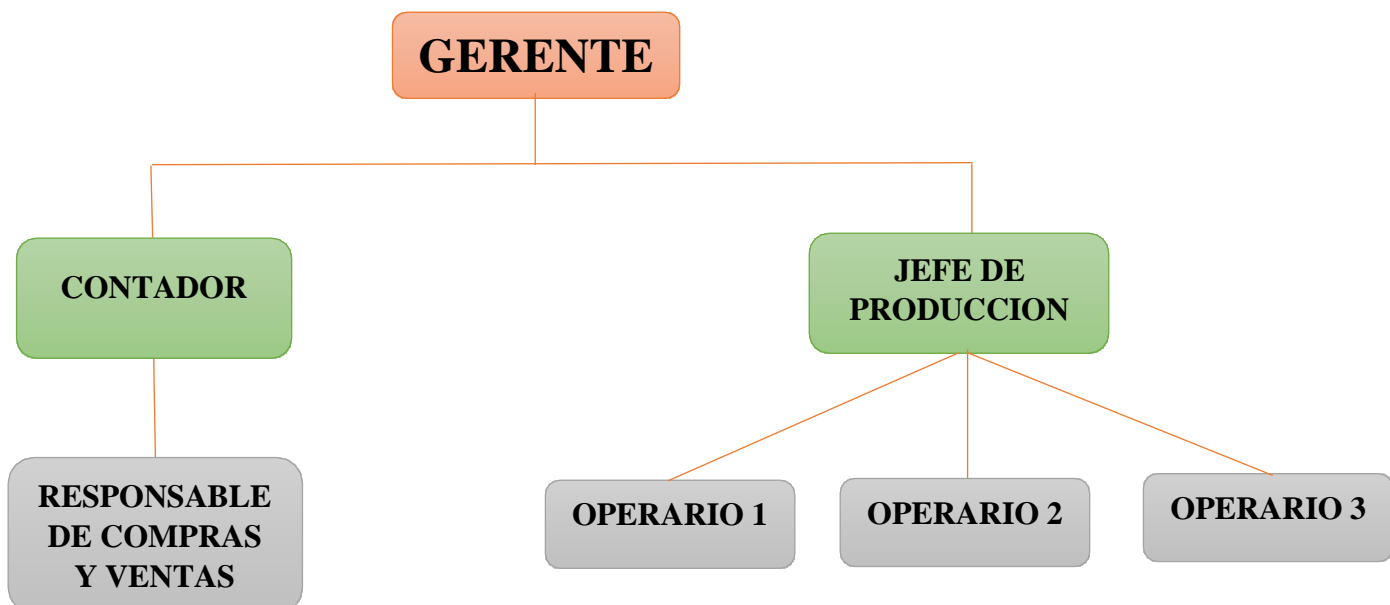 GERENTE
CONTADOR
JEFE DE
PRODUCCION
RESPONSABLE
DE COMPRAS
Y VENTAS
OPERARIO 1
OPERARIO 2
OPERARIO 3